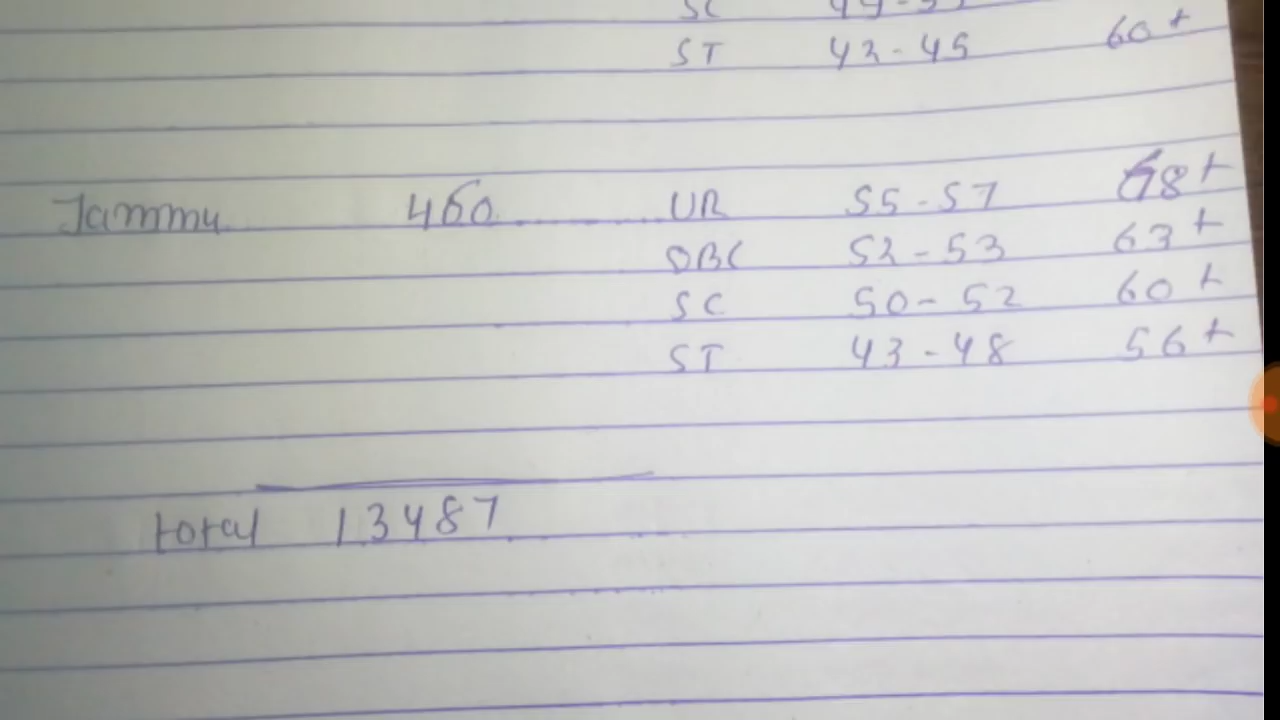 ST 42-45 60+
Jammu 460 UR 55-57 68+
OBC 52-53 63+
SC 50-52 60+
ST 43-48 56+
total 13487